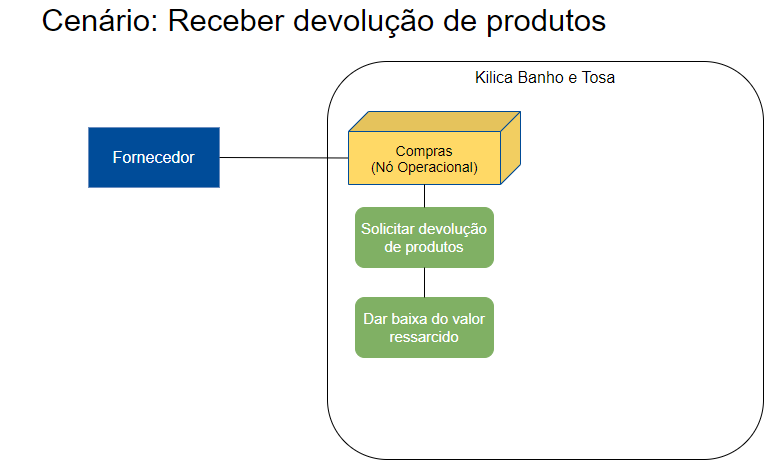 Cenário: Receber devolução de produtos
Kilica Banho e Tosa
Fornecedor
Compras
(Nó Operacional)
Solicitar devolução
de produtos
Dar baixa do valor
ressarcido